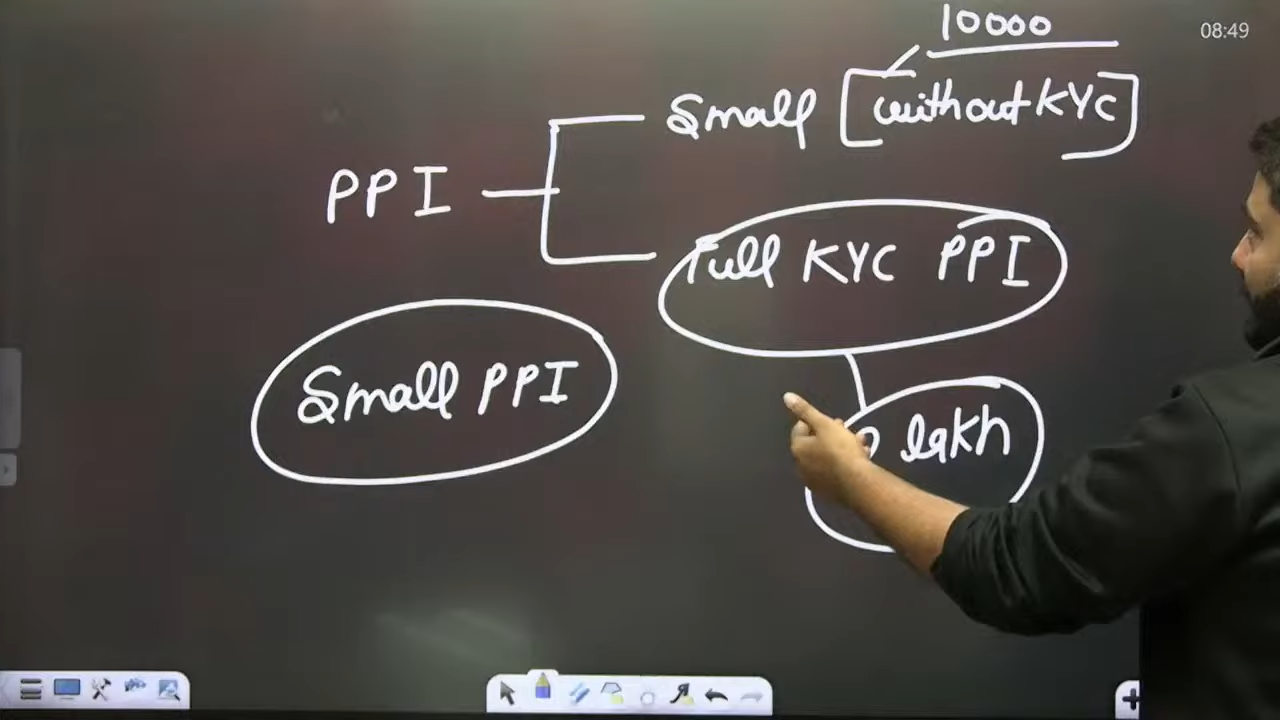 10000
08:49
Small [without KYC]
PPI
Full KYC PPI
Small PPI
lakh